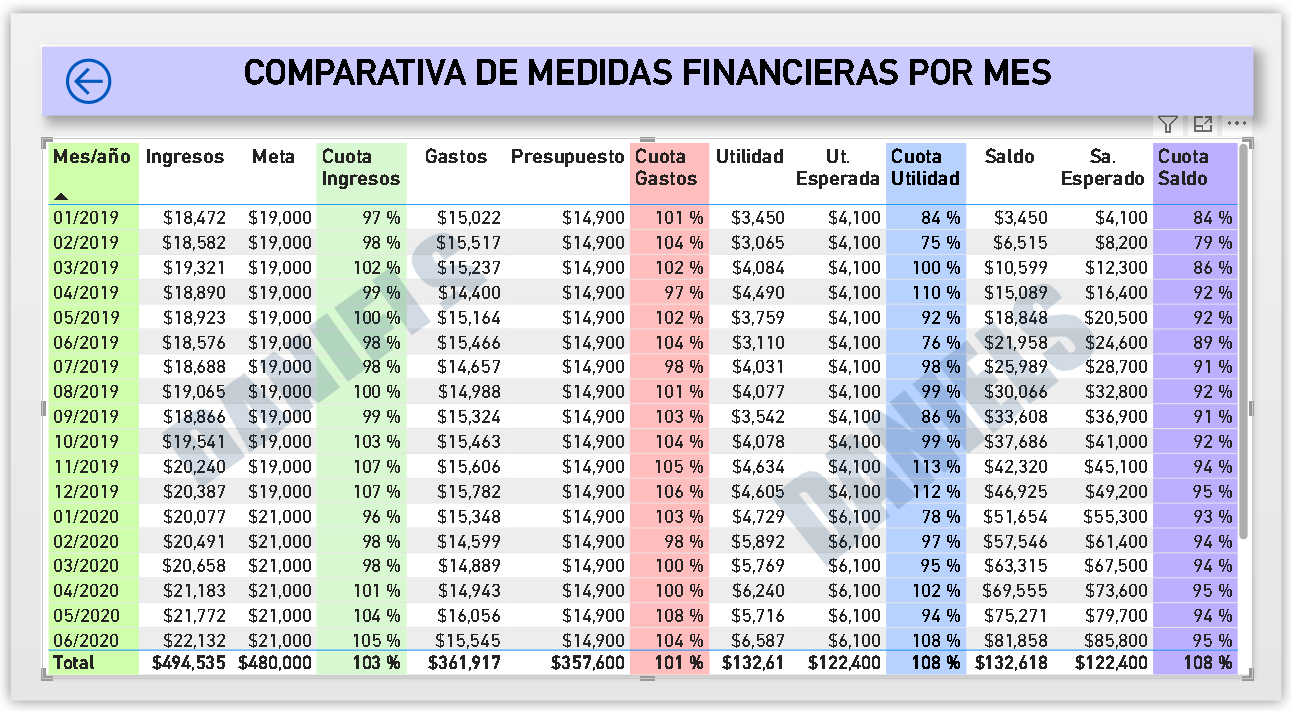 COMPARATIVA DE MEDIDAS FINANCIERAS POR MES
Mes/año Ingresos Meta Cuota Ingresos Gastos Presupuesto Cuota Gastos Utilidad Ut. Esperada Cuota Utilidad Saldo Sa. Esperado Cuota Saldo
01/2019 $18,472 $19,000 97 % $15,022 $14,900 101 % $3,450 $4,100 84 % $3,450 $4,100 84 %
02/2019 $18,582 $19,000 98 % $15,517 $14,900 104 % $3,065 $4,100 75 % $6,515 $8,200 79 %
03/2019 $19,321 $19,000 102 % $15,237 $14,900 102 % $4,084 $4,100 100 % $10,599 $12,300 86 %
04/2019 $18,890 $19,000 99 % $14,400 $14,900 97 % $4,490 $4,100 110 % $15,089 $16,400 92 %
05/2019 $18,923 $19,000 100 % $15,164 $14,900 102 % $3,759 $4,100 92 % $18,848 $20,500 92 %
06/2019 $18,576 $19,000 98 % $15,466 $14,900 104 % $3,110 $4,100 76 % $21,958 $24,600 89 %
07/2019 $18,688 $19,000 98 % $14,657 $14,900 98 % $4,031 $4,100 98 % $25,989 $28,700 91 %
08/2019 $19,065 $19,000 100 % $14,988 $14,900 101 % $4,077 $4,100 99 % $30,066 $32,800 92 %
09/2019 $18,866 $19,000 99 % $15,324 $14,900 103 % $3,542 $4,100 86 % $33,608 $36,900 91 %
10/2019 $19,541 $19,000 103 % $15,463 $14,900 104 % $4,078 $4,100 99 % $37,686 $41,000 92 %
11/2019 $20,240 $19,000 107 % $15,606 $14,900 105 % $4,634 $4,100 113 % $42,320 $45,100 94 %
12/2019 $20,387 $19,000 107 % $15,782 $14,900 106 % $4,605 $4,100 112 % $46,925 $49,200 95 %
01/2020 $20,077 $21,000 96 % $15,348 $14,900 103 % $4,729 $6,100 78 % $51,654 $55,300 93 %
02/2020 $20,491 $21,000 98 % $14,599 $14,900 98 % $5,892 $6,100 97 % $57,546 $61,400 94 %
03/2020 $20,658 $21,000 98 % $14,889 $14,900 100 % $5,769 $6,100 95 % $63,315 $67,500 94 %
04/2020 $21,183 $21,000 101 % $14,943 $14,900 100 % $6,240 $6,100 102 % $69,555 $73,600 95 %
05/2020 $21,772 $21,000 104 % $16,056 $14,900 108 % $5,716 $6,100 94 % $75,271 $79,700 94 %
06/2020 $22,132 $21,000 105 % $15,545 $14,900 104 % $6,587 $6,100 108 % $81,858 $85,800 95 %
Total $494,535 $480,000 103 % $361,917 $357,600 101 % $132,61 $122,400 108 % $132,618 $122,400 108 %
DANIEIS
DANIEIS